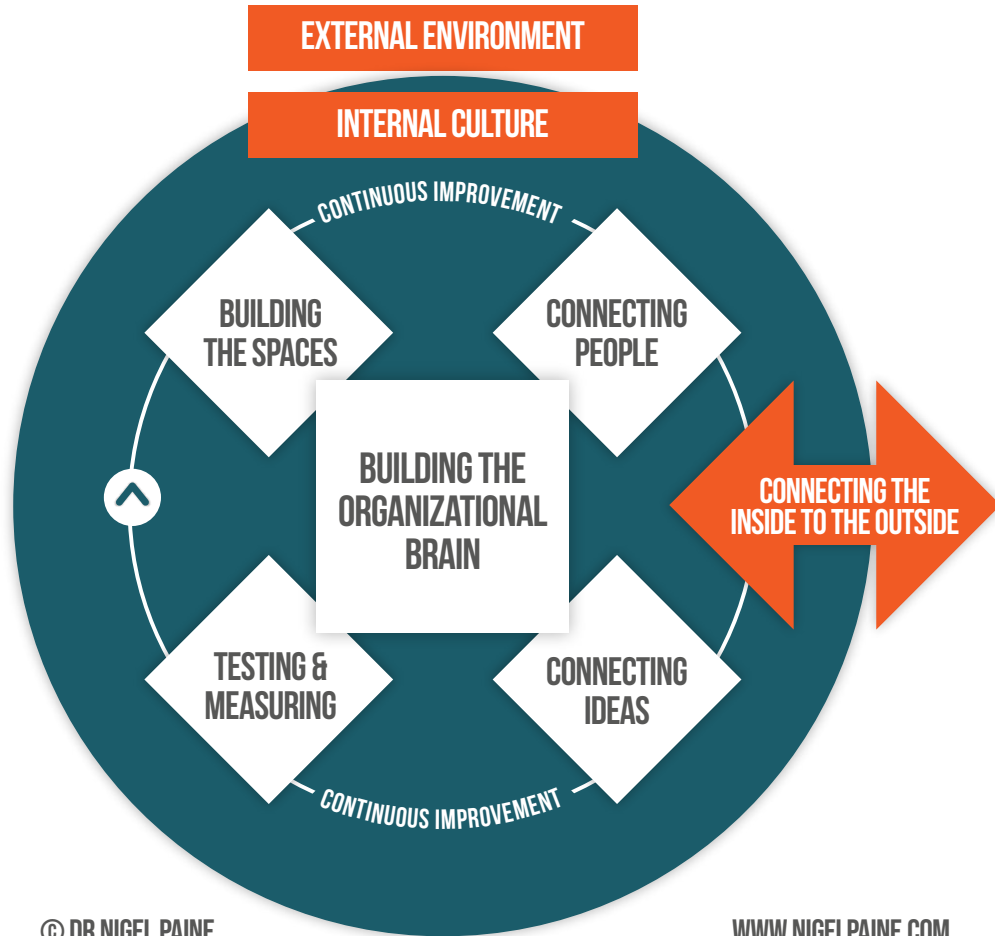 EXTERNAL ENVIRONMENT
INTERNAL CULTURE
CONTINUOUS IMPROVEMENT
BUILDING
THE SPACES
CONNECTING
PEOPLE
BUILDING THE
ORGANIZATIONAL
BRAIN
CONNECTING THE
INSIDE TO THE OUTSIDE
TESTING &
MEASURING
CONNECTING
IDEAS
CONTINUOUS IMPROVEMENT
© DR NIGEL PAINE
WWW.NIGELPAINE.COM